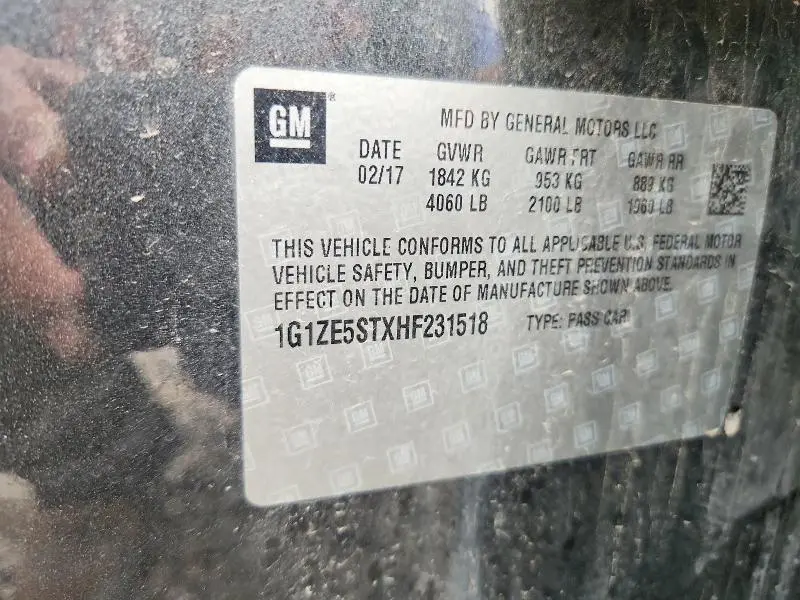 GM ®
MFD BY GENERAL MOTORS LLC
DATE GVWR GAWR FRT GAWR RR
02/17 1842 KG 953 KG 889 KG
4060 LB 2100 LB 1960 LB
THIS VEHICLE CONFORMS TO ALL APPLICABLE U.S. FEDERAL MOTOR
VEHICLE SAFETY, BUMPER, AND THEFT PREVENTION STANDARDS IN
EFFECT ON THE DATE OF MANUFACTURE SHOWN ABOVE.
1G1ZE5STXHF231518 TYPE: PASS CAR